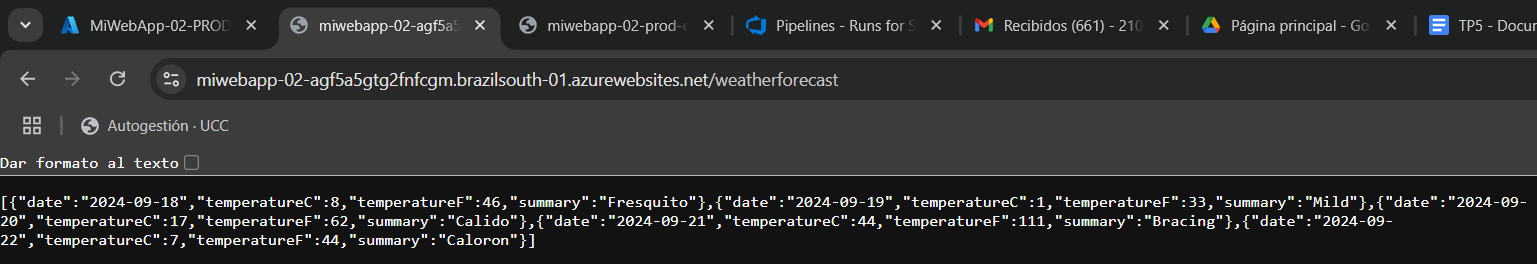 MiWebApp-02-PROD
miwebapp-02-agf5a5
miwebapp-02-prod-
Pipelines - Runs for S
Recibidos (661) - 210
Página principal - Go
TP5 - Docum
miwebapp-02-agf5a5gtg2fnfcgm.brazilsouth-01.azurewebsites.net/weatherforecast
Autogestión · UCC
Dar formato al texto
[{"date":"2024-09-18","temperatureC":8,"temperatureF":46,"summary":"Fresquito"},{"date":"2024-09-19","temperatureC":1,"temperatureF":33,"summary":"Mild"},{"date":"2024-09-
20","temperatureC":17,"temperatureF":62,"summary":"Calido"},{"date":"2024-09-21","temperatureC":44,"temperatureF":111,"summary":"Bracing"},{"date":"2024-09-
22","temperatureC":7,"temperatureF":44,"summary":"Caloron"}]